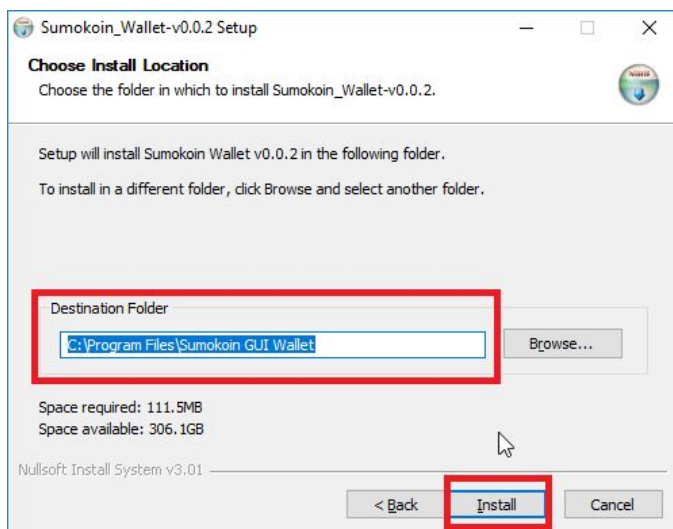 Sumokoin_Wallet-v0.0.2 Setup
Choose Install Location
Choose the folder in which to install Sumokoin_Wallet-v0.0.2.
Setup will install Sumokoin Wallet v0.0.2 in the following folder.
To install in a different folder, click Browse and select another folder.
Destination Folder
C:\Program Files\Sumokoin GUI Wallet
Browse...
Space required: 111.5MB
Space available: 306.1GB
Nullsoft Install System v3.01
< Back Install Cancel